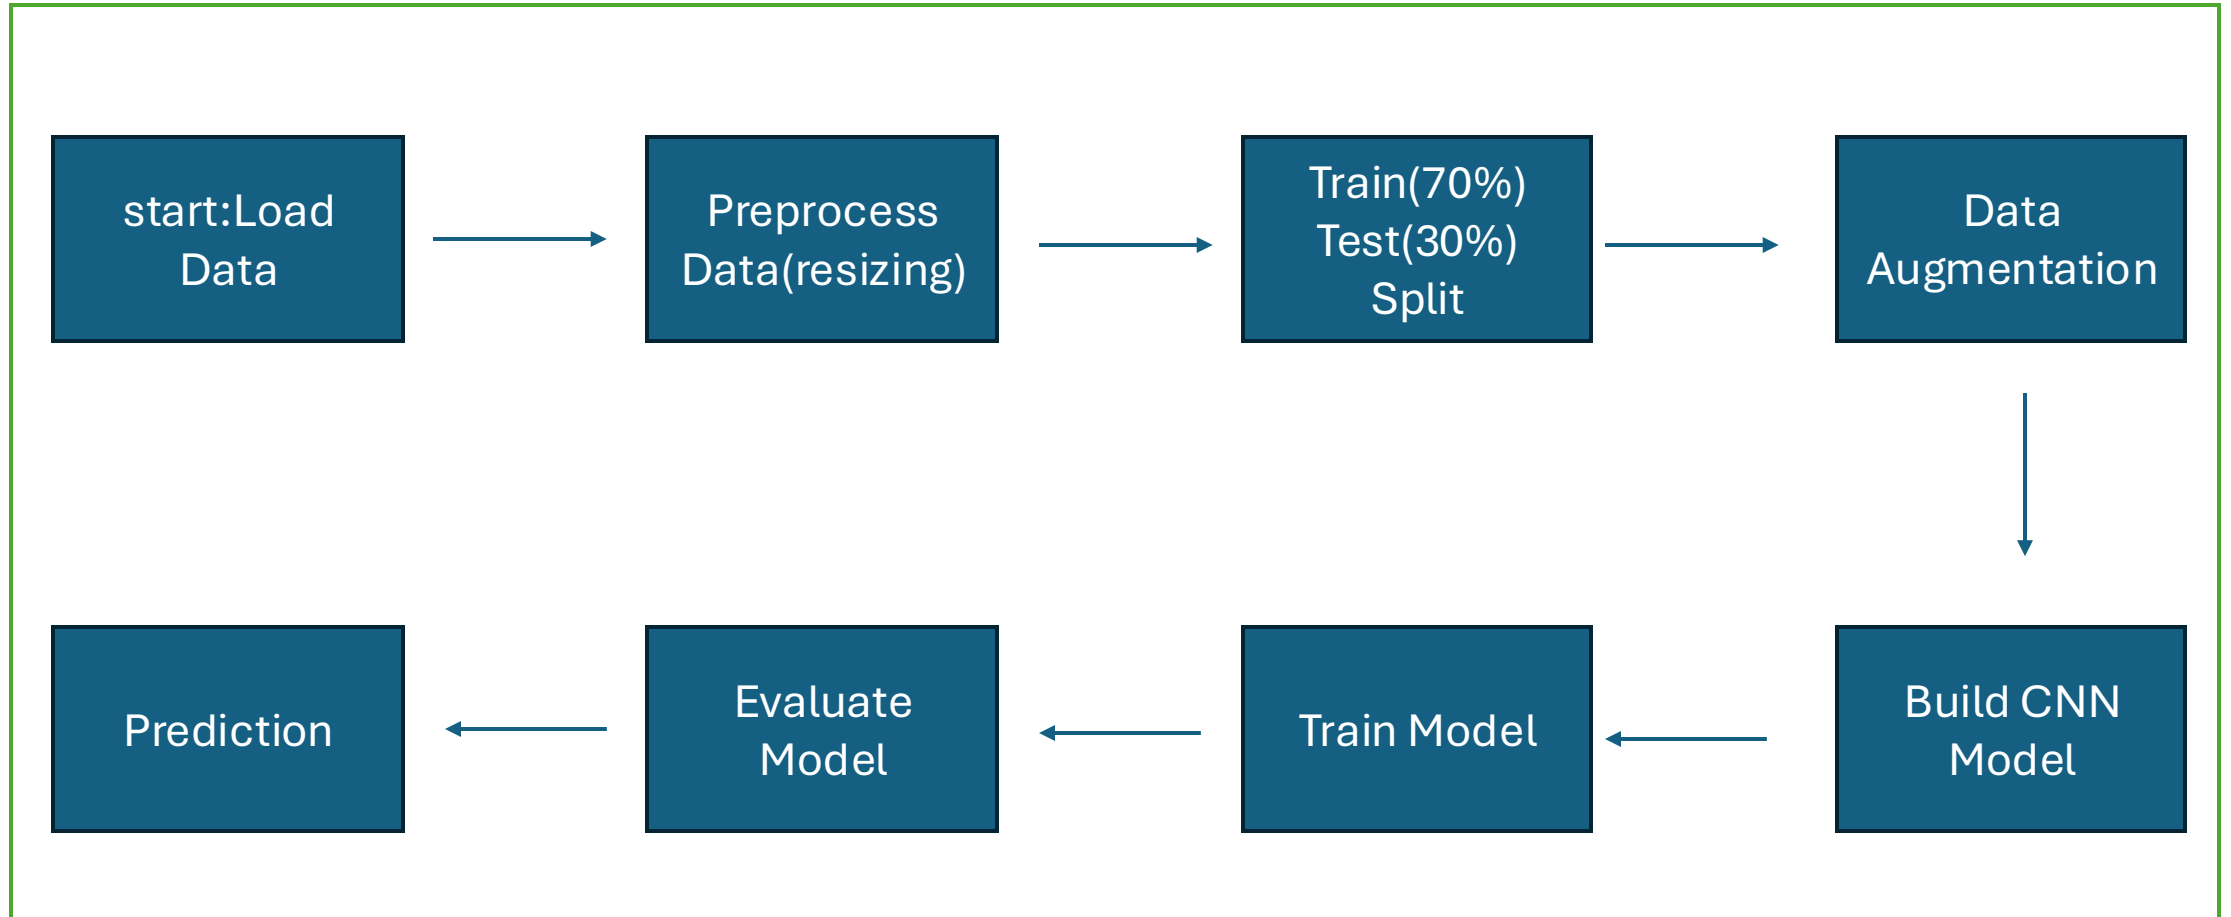 start:Load
Data
Preprocess
Data(resizing)
Train(70%)
Test(30%)
Split
Data
Augmentation
Build CNN
Model
Train Model
Evaluate
Model
Prediction